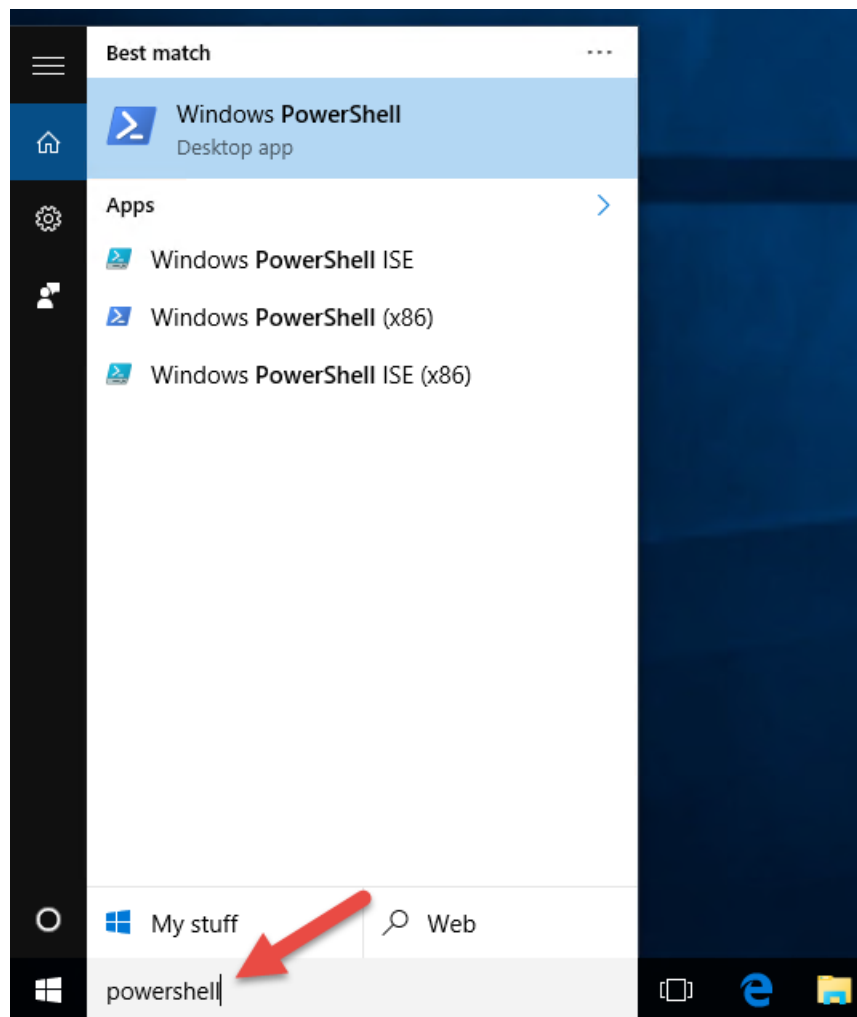 Best match
Windows PowerShell
Desktop app
Apps
Windows PowerShell ISE
Windows PowerShell (x86)
Windows PowerShell ISE (x86)
My stuff
Web
powershell